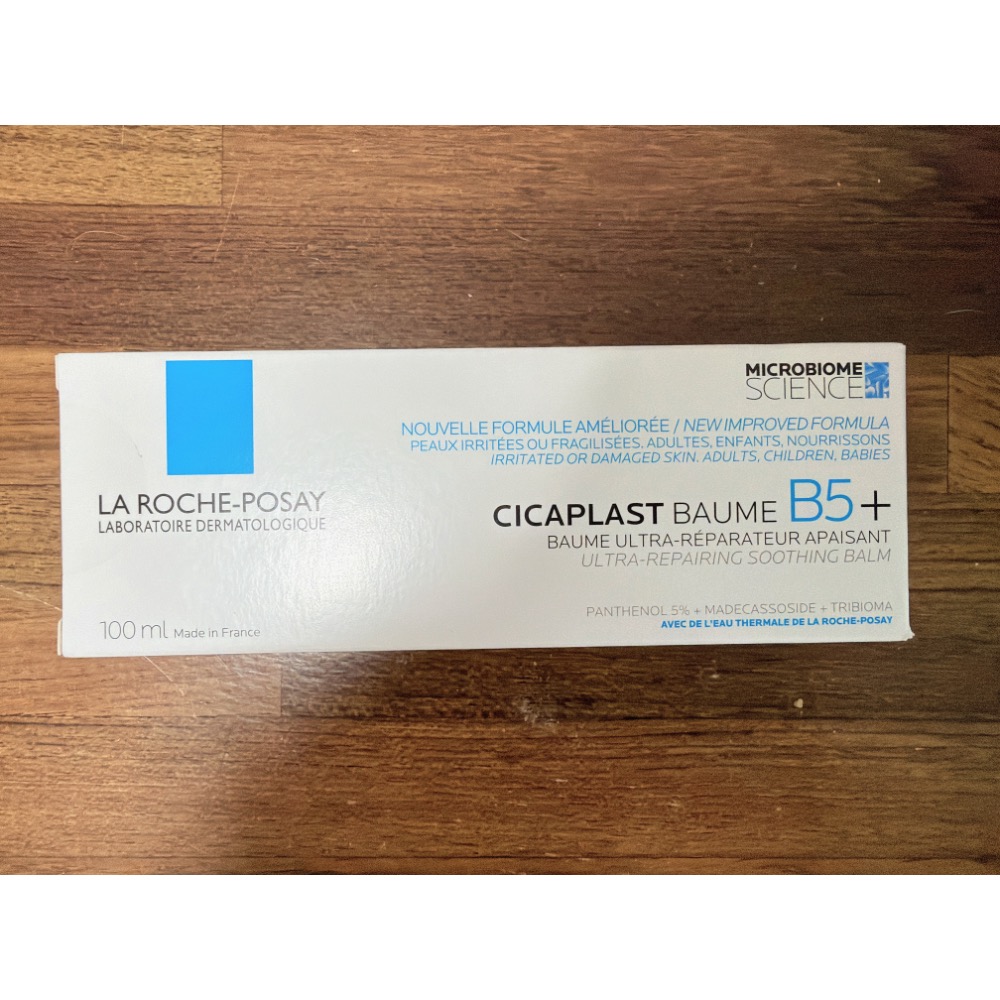 MICROBIOME
SCIENCE
NOUVELLE FORMULE AMÉLIORÉE / NEW IMPROVED FORMULA
PEAUX IRRITÉES OU FRAGILISÉES. ADULTES, ENFANTS, NOURRISSONS
IRRITATED OR DAMAGED SKIN. ADULTS, CHILDREN, BABIES
LA ROCHE-POSAY
LABORATOIRE DERMATOLOGIQUE
CICAPLAST BAUME B5+
BAUME ULTRA-RÉPARATEUR APAISANT
ULTRA-REPAIRING SOOTHING BALM
PANTHENOL 5% + MADECASSOSIDE + TRIBIOMA
AVEC DE L'EAU THERMALE DE LA ROCHE-POSAY
100 ml Made in France